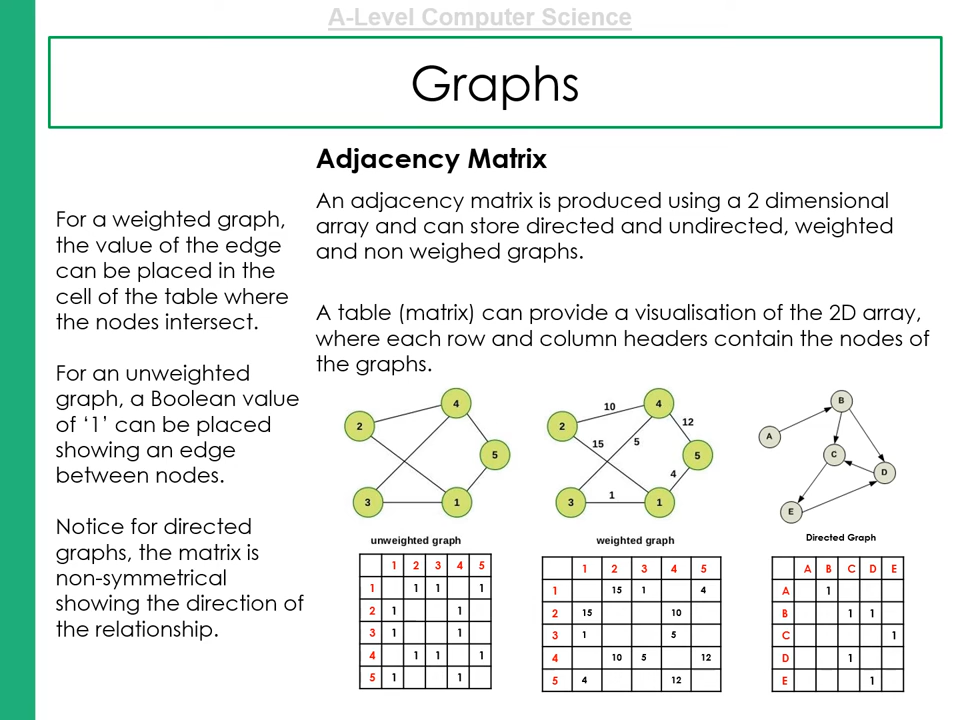 A-Level Computer Science
Graphs
For a weighted graph,
the value of the edge
can be placed in the
cell of the table where
the nodes intersect.
For an unweighted
graph, a Boolean value
of ‘1’ can be placed
showing an edge
between nodes.
Notice for directed
graphs, the matrix is
non-symmetrical
showing the direction of
the relationship.
Adjacency Matrix
An adjacency matrix is produced using a 2 dimensional
array and can store directed and undirected, weighted
and non weighed graphs.
A table (matrix) can provide a visualisation of the 2D array,
where each row and column headers contain the nodes of
the graphs.
4
2
5
3
1
unweighted graph
1 2 3 4 5
1 1 1 1
2 1 1
3 1 1
4 1 1 1
5 1 1
10
4
2
12
15
5
5
4
1
3
1
weighted graph
1 2 3 4 5
1 15 1 4
2 15 10
3 1 5
4 10 5 12
5 4 12
B
A
C
D
E
Directed Graph
A B C D E
A 1
B 1 1
C 1
D 1
E 1